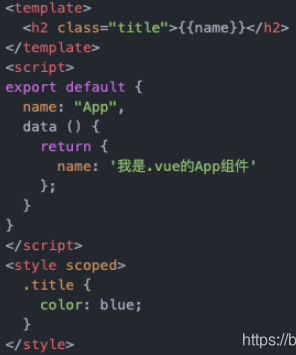 <template>
<h2 class="title">{{name}}</h2>
</template>
<script>
export default {
name: "App",
data () {
return {
name: '我是.vue的App组件'
};
}
}
</script>
<style scoped>
.title {
color: blue;
}
</style>
https://b